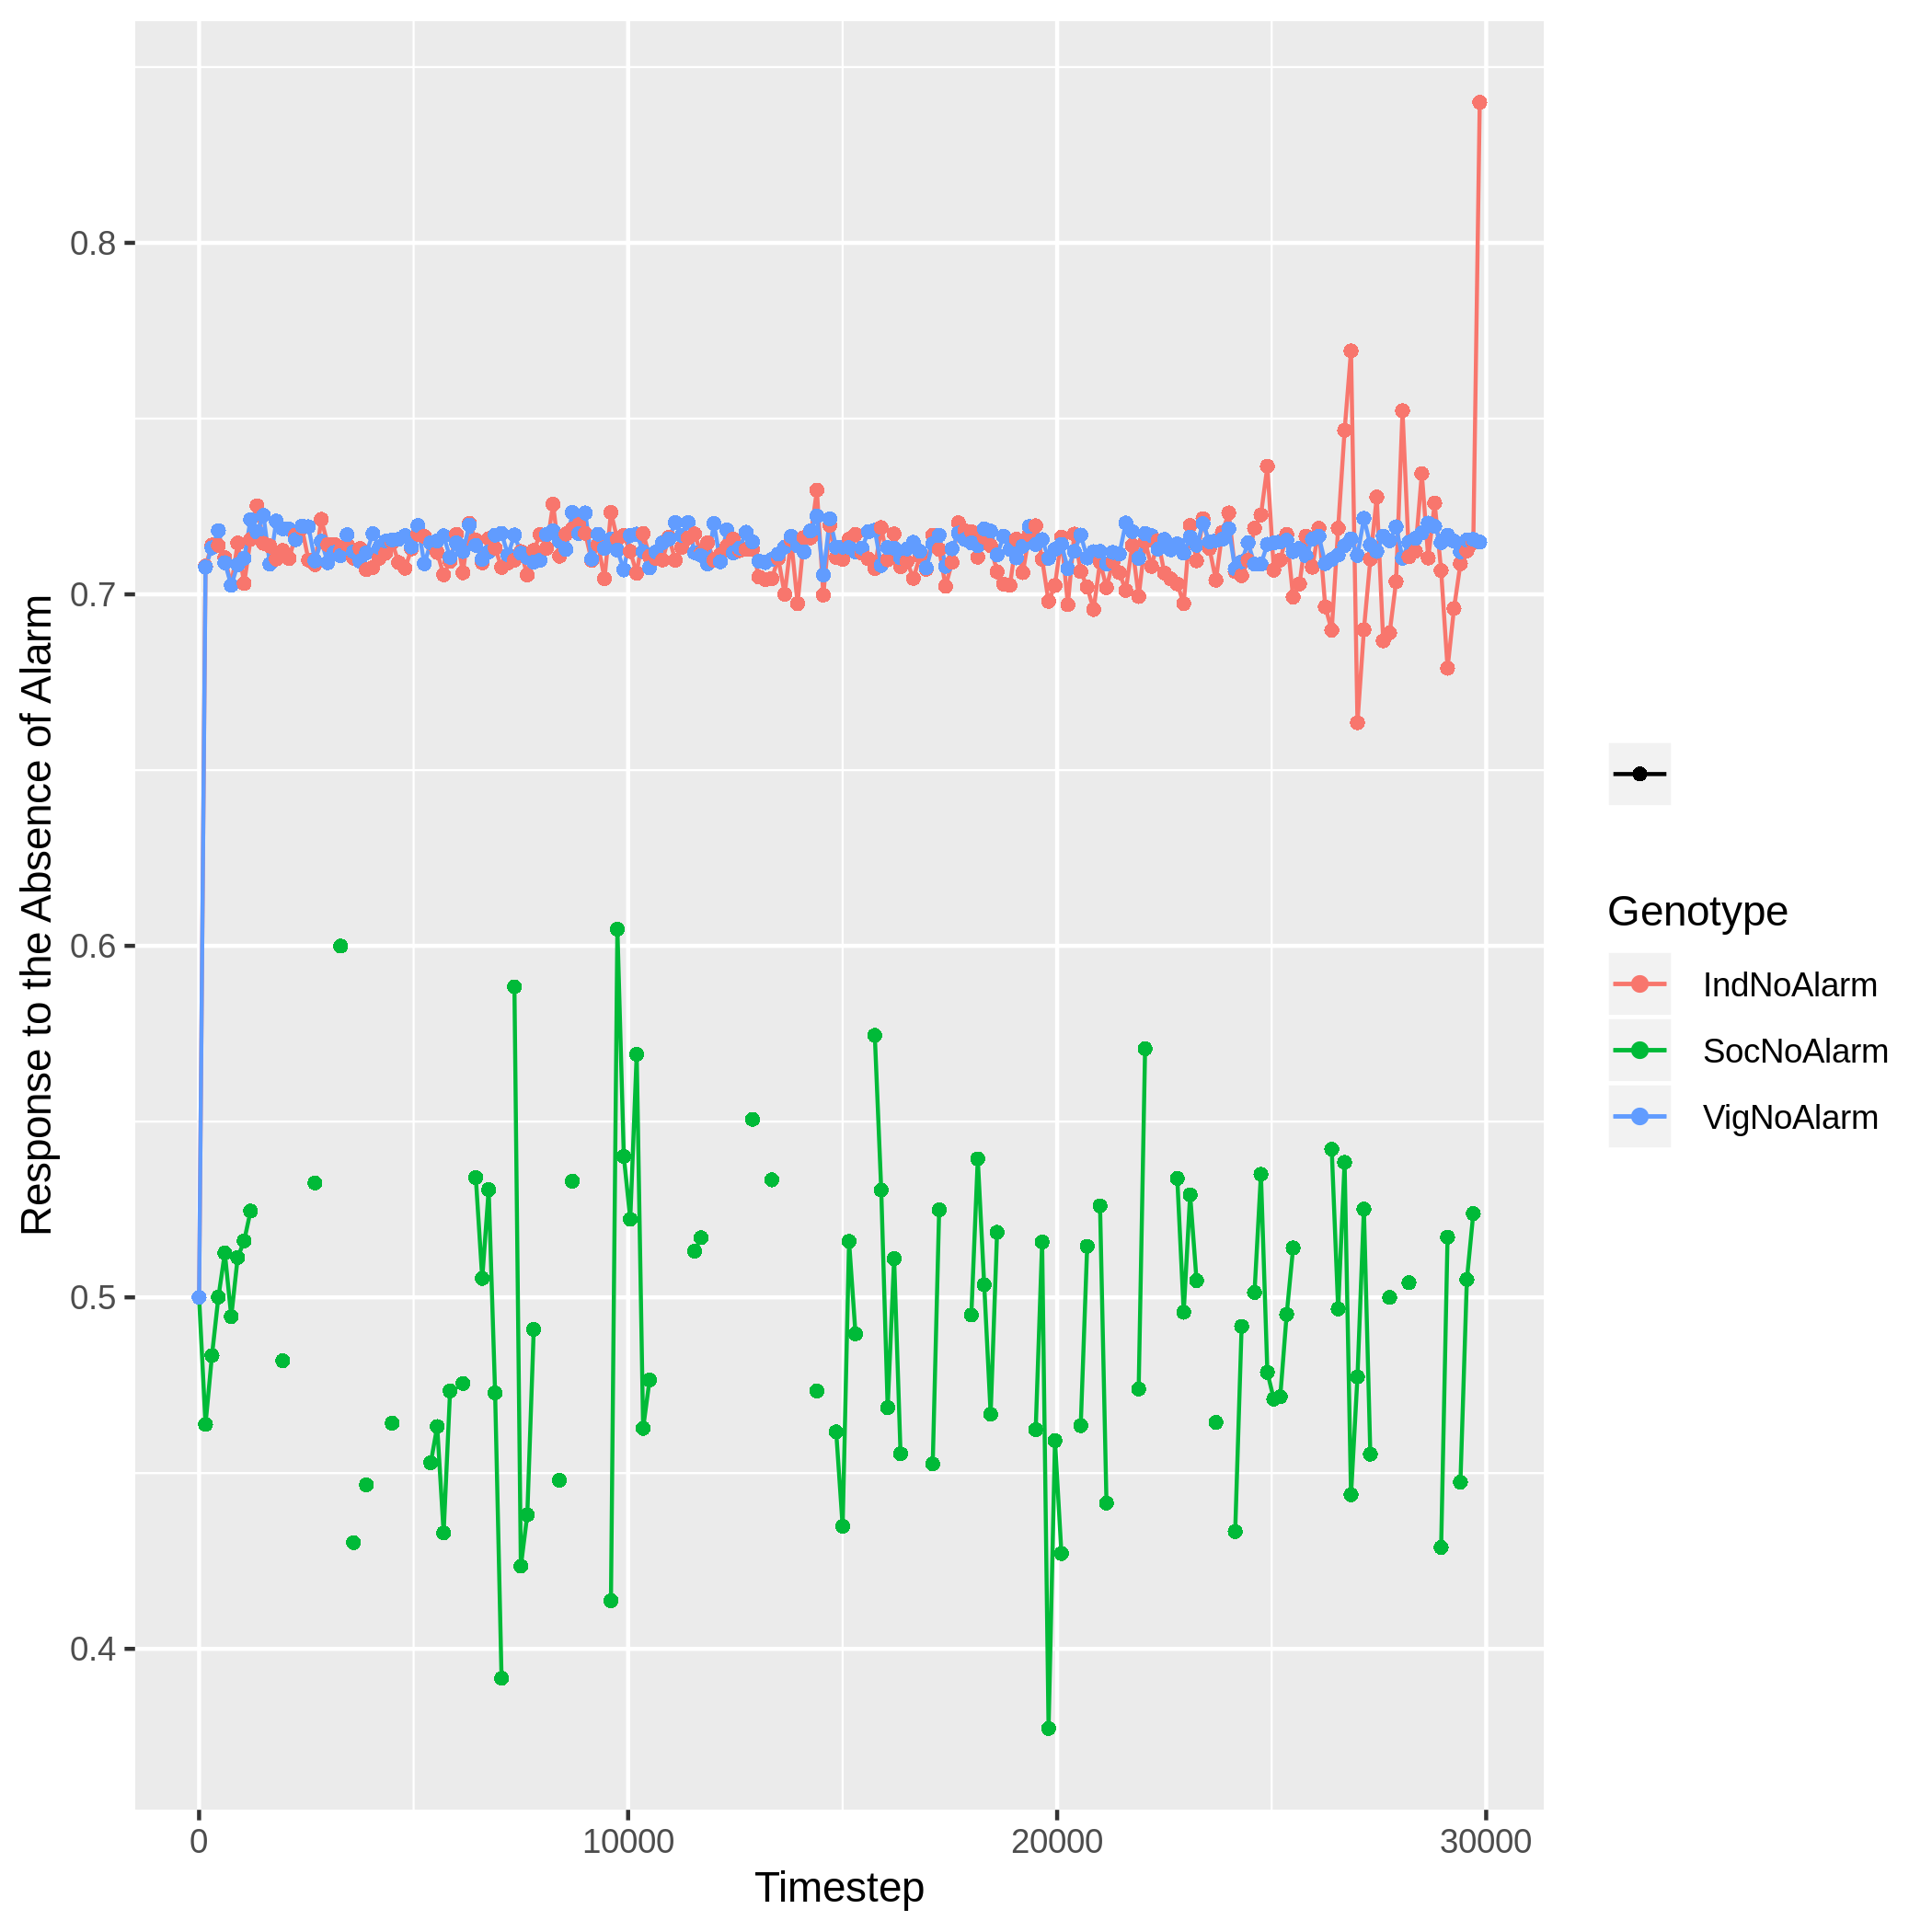 Response to the Absence of Alarm
0.8
0.7
0.6
0.5
0.4
0
10000
20000
30000
Timestep
Genotype
IndNoAlarm
SocNoAlarm
VigNoAlarm